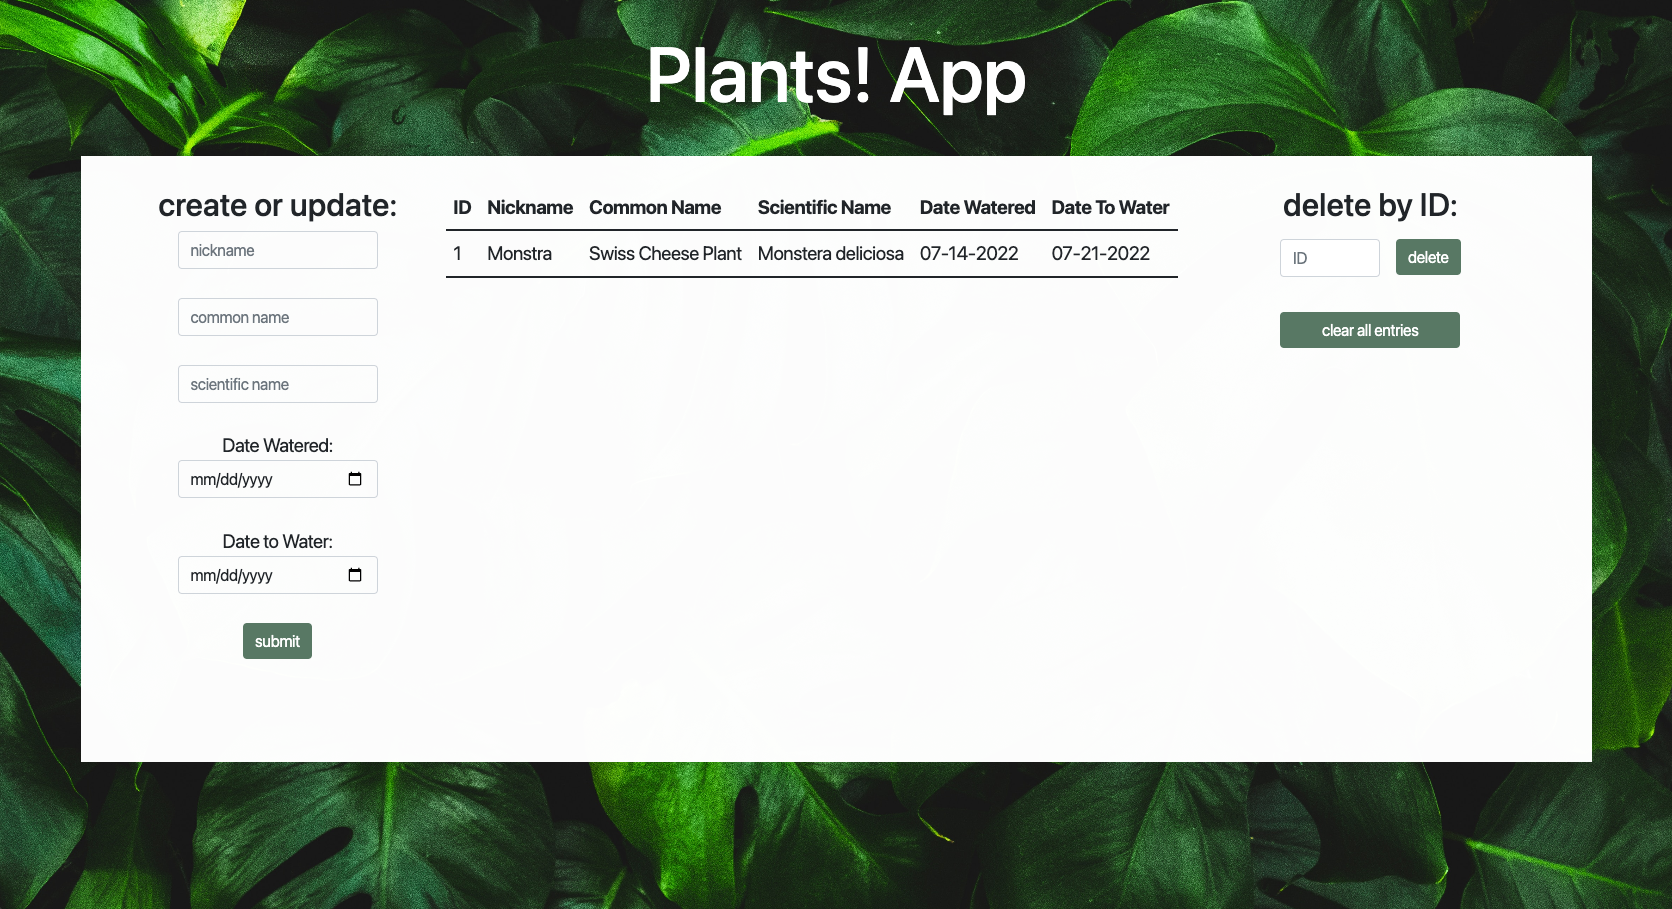 Plants! App
create or update:
nickname
common name
scientific name
Date Watered:
mm/dd/yyyy
Date to Water:
mm/dd/yyyy
submit
ID Nickname Common Name Scientific Name Date Watered Date To Water
1 Monstra Swiss Cheese Plant Monstera deliciosa 07-14-2022 07-21-2022
delete by ID:
ID delete
clear all entries